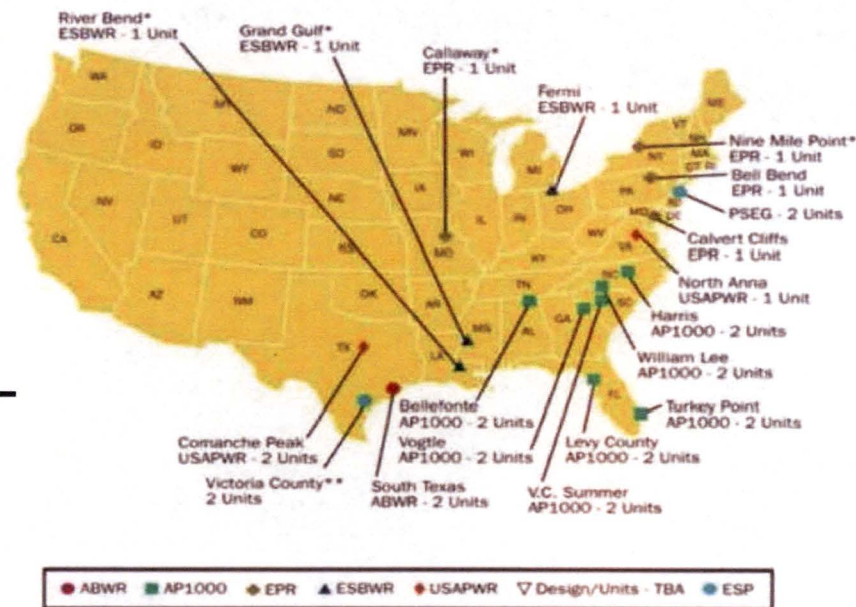 River Bend*
ESBWR - 1 Unit
Grand Gulf*
ESBWR - 1 Unit
Callaway*
EPR - 1 Unit
Fermi
ESBWR - 1 Unit
Nine Mile Point*
EPR - 1 Unit
Bell Bend
EPR - 1 Unit
PSEG - 2 Units
Calvert Cliffs
EPR - 1 Unit
North Anna
USAPWR - 1 Unit
Harris
AP1000 - 2 Units
William Lee
AP1000 - 2 Units
Turkey Point
AP1000 - 2 Units
Bellefonte
AP1000 - 2 Units
Vogtle
AP1000 - 2 Units
Levy County
AP1000 - 2 Units
V.C. Summer
AP1000 - 2 Units
Comanche Peak
USAPWR - 2 Units
Victoria County**
2 Units
South Texas
ABWR - 2 Units
WA
OR
CA
ID
NV
UT
AZ
MT
WY
CO
NM
ND
SD
NE
KS
OK
TX
MN
IA
MO
AR
LA
WI
IL
MI
IN
OH
KY
TN
MS
AL
GA
FL
SC
NC
VA
WV
PA
NY
VT
NH
ME
MA
CT RI
NJ
MD
DE DC
ABWR
AP1000
EPR
ESBWR
USAPWR
Design/Units - TBA
ESP